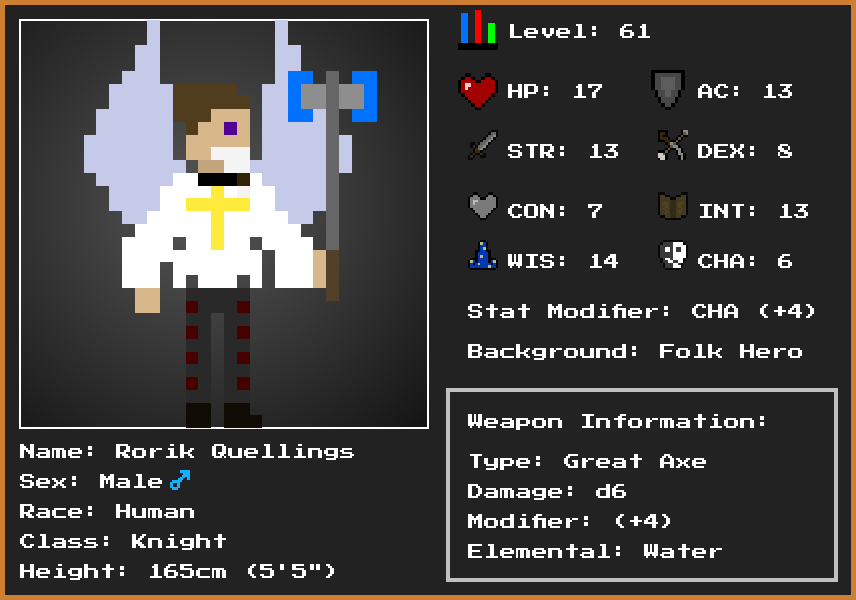 Level: 61
HP: 17
AC: 13
STR: 13
DEX: 8
CON: 7
INT: 13
WIS: 14
CHA: 6
Stat Modifier: CHA (+4)
Background: Folk Hero
Weapon Information:
Type: Great Axe
Damage: d6
Modifier: (+4)
Elemental: Water
Name: Rorik Quellings
Sex: Male♂
Race: Human
Class: Knight
Height: 165cm (5'5")